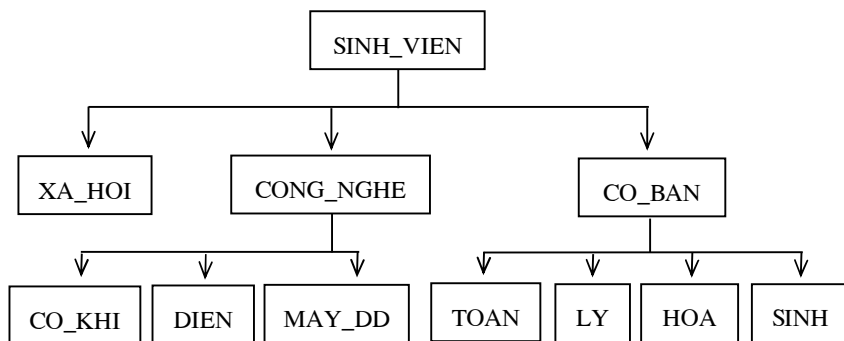 SINH_VIEN
XA_HOI
CONG_NGHE
CO_BAN
CO_KHI
DIEN
MAY_DD
TOAN
LY
HOA
SINH